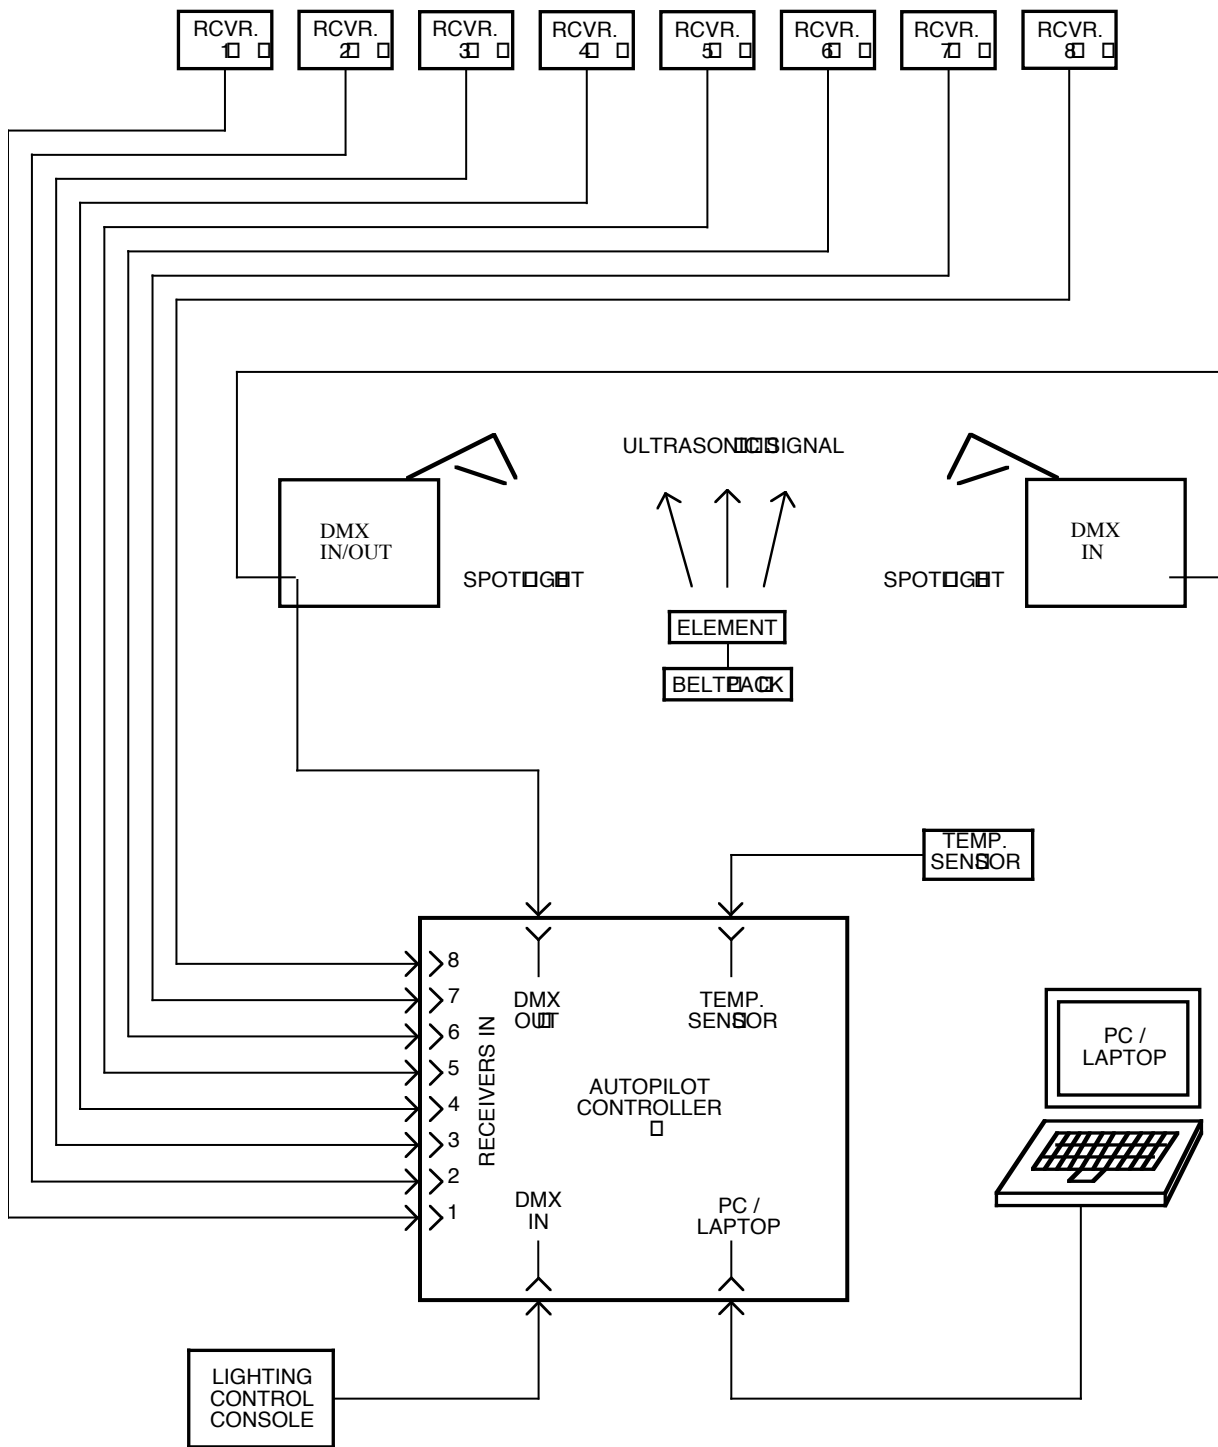 RCVR.
1
RCVR.
2
RCVR.
3
RCVR.
4
RCVR.
5
RCVR.
6
RCVR.
7
RCVR.
8
ULTRASONIC SIGNAL
DMX
IN/OUT
DMX
IN
SPOTLIGHT
SPOTLIGHT
ELEMENT
BELTPACK
TEMP.
SENSOR
8
7
6
5
4
3
2
1
RECEIVERS IN
DMX
OUT
TEMP.
SENSOR
PC /
LAPTOP
AUTOPILOT
CONTROLLER
DMX
IN
PC /
LAPTOP
LIGHTING
CONTROL
CONSOLE